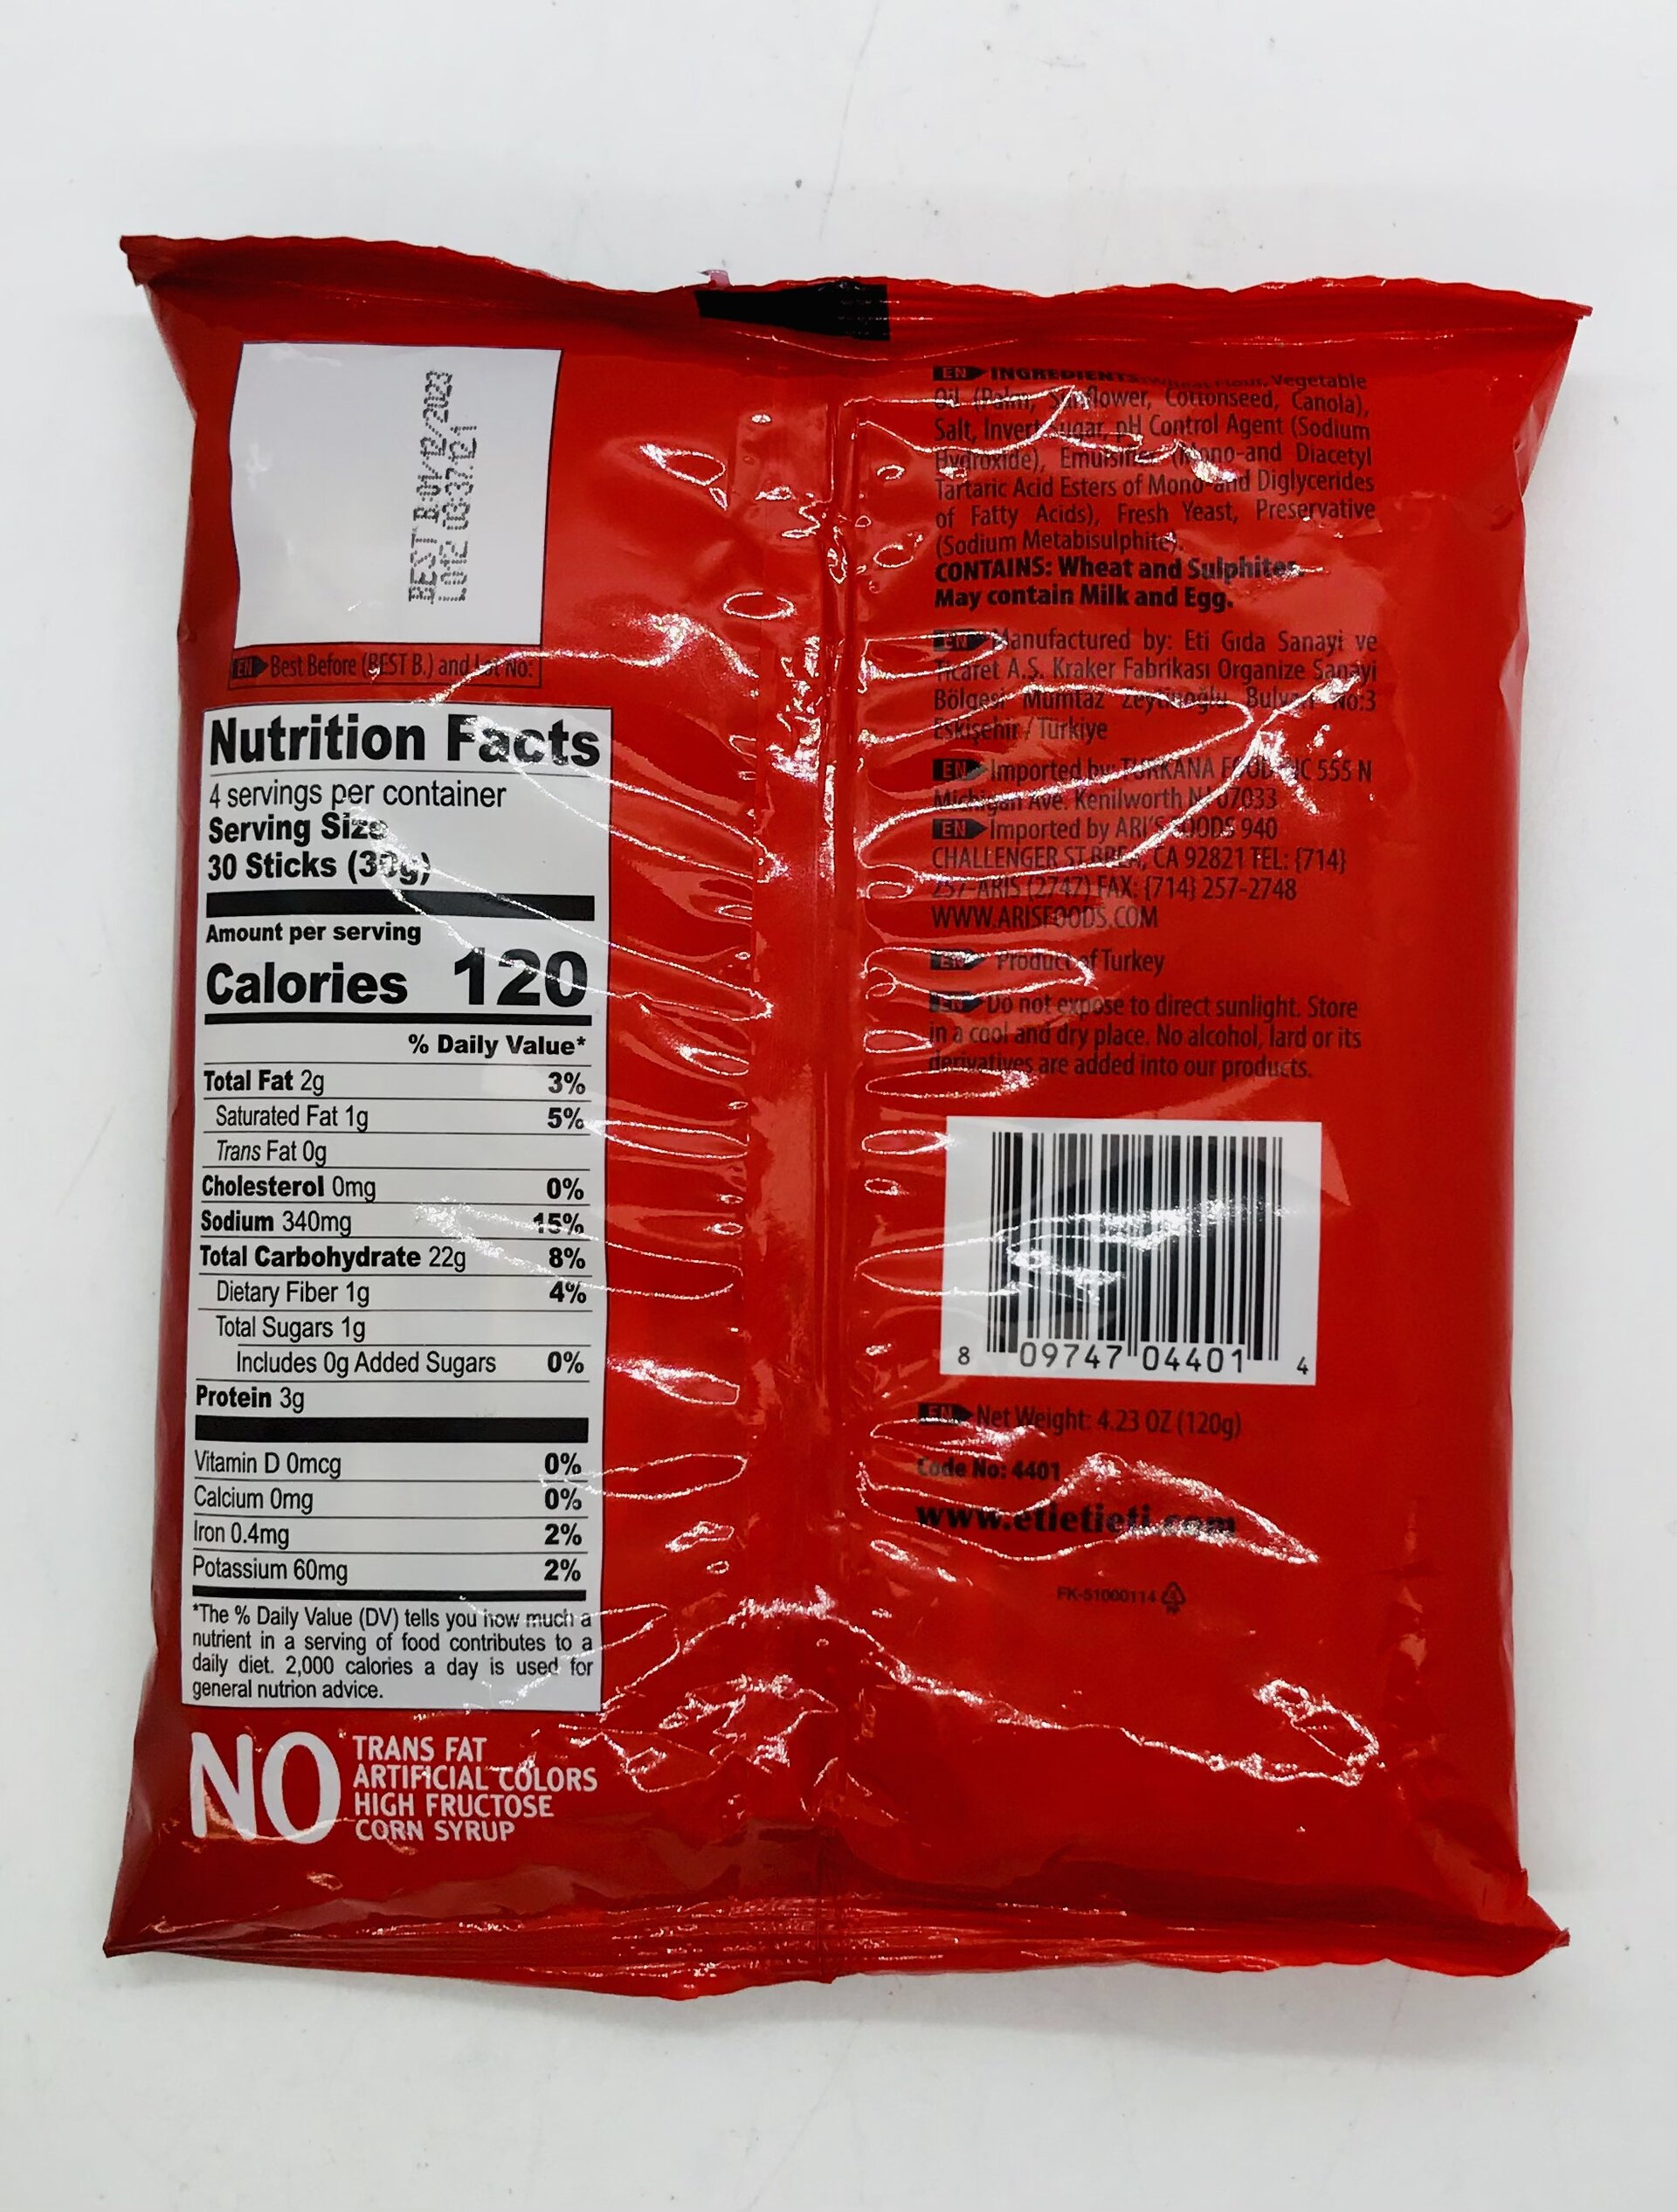 BEST B:01/12/2023
L012 03:37:121
EN Best Before (BEST B.) and Lot No:
Nutrition Facts
4 servings per container
Serving Size
30 Sticks (30g)
Amount per serving
Calories 120
% Daily Value*
Total Fat 2g 3%
Saturated Fat 1g 5%
Trans Fat 0g
Cholesterol 0mg 0%
Sodium 340mg 15%
Total Carbohydrate 22g 8%
Dietary Fiber 1g 4%
Total Sugars 1g
Includes 0g Added Sugars 0%
Protein 3g
Vitamin D 0mcg 0%
Calcium 0mg 0%
Iron 0.4mg 2%
Potassium 60mg 2%
*The % Daily Value (DV) tells you how much a
nutrient in a serving of food contributes to a
daily diet. 2,000 calories a day is used for
general nutrion advice.
NO TRANS FAT
ARTIFICIAL COLORS
HIGH FRUCTOSE
CORN SYRUP
EN INGREDIENTS: Wheat Flour, Vegetable
Oil (Palm, Sunflower, Cottonseed, Canola),
Salt, Invert Sugar, pH Control Agent (Sodium
Hydroxide), Emulsifier (Mono-and Diacetyl
Tartaric Acid Esters of Mono-and Diglycerides
of Fatty Acids), Fresh Yeast, Preservative
(Sodium Metabisulphite).
CONTAINS: Wheat and Sulphites
May contain Milk and Egg.
EN Manufactured by: Eti Gıda Sanayi ve
Ticaret A.Ş. Kraker Fabrikası Organize Sanayi
Bölgesi Mümtaz Zeytinoğlu Bulvarı No:3
Eskişehir / Türkiye
EN Imported by: TURKANA FOOD INC 555 N
Michigan Ave. Kenilworth NJ 07033
EN Imported by ARI'S FOODS 940
CHALLENGER ST BREA, CA 92821 TEL: {714}
257-ARIS (2747) FAX: {714} 257-2748
WWW.ARISFOODS.COM
EN Product of Turkey
EN Do not expose to direct sunlight. Store
in a cool and dry place. No alcohol, lard or its
derivatives are added into our products.
8 09747 04401 4
EN Net Weight: 4.23 OZ (120g)
Code No: 4401
www.etietieti.com
FK-51000114